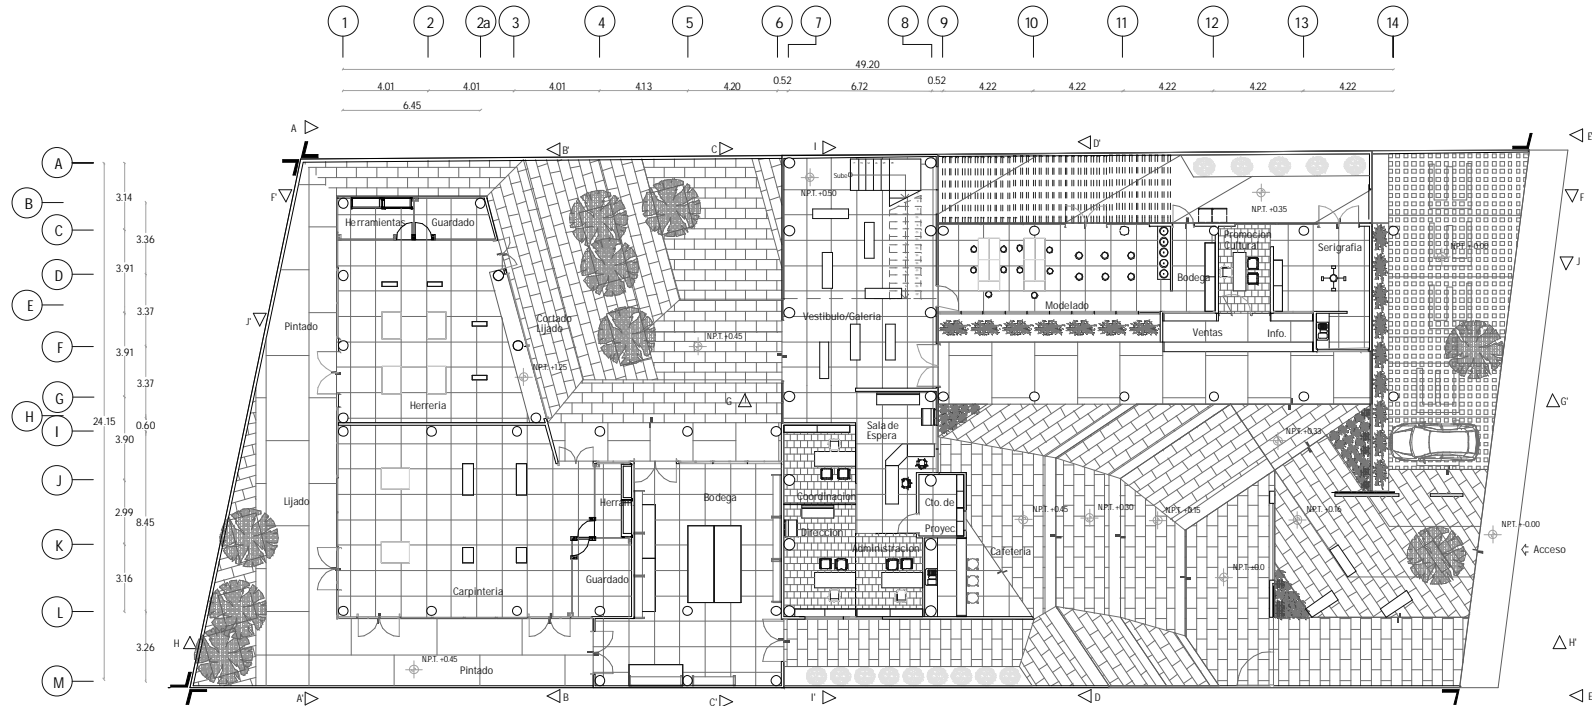 1 2 2a 3 4 5 6 7 8 9 10 11 12 13 14
49.20
4.01 4.01 4.01 4.13 4.20 0.52 6.72 0.52 4.22 4.22 4.22 4.22 4.22
6.45
A B' C I D'
A
B
C
D
E
F
G
H
I
J
K
L
M
3.14
3.36
3.91
3.37
3.91
3.37
0.60
24.15
3.90
2.99
8.45
3.16
3.26
F'
J'
H
F
J
G'
H'
E
G
Herramientas
Guardado
Pintado
Cortado
Lijado
N.P.T. +0.45
N.P.T. +1.25
Herreria
Lijado
Herram.
Bodega
Guardado
Carpinteria
N.P.T. +0.45
Pintado
Sube
N.P.T. +0.50
Vestibulo/Galeria
Sala de
Espera
Coordinacion
Direccion
Administracion
Cto. de
Proyec.
Cafeteria
N.P.T. +0.35
Promocion
Cultural
Serigrafia
Bodega
Modelado
Ventas
Info.
N.P.T. +0.33
N.P.T. +0.45
N.P.T. +0.30
N.P.T. +0.15
N.P.T. +0.16
N.P.T. +0.0
N.P.T. +-0.00
Acceso
A' B C' I' D